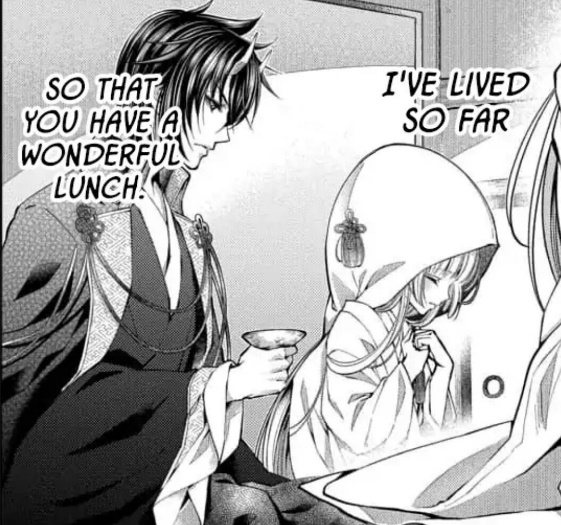 I'VE LIVED
SO FAR
SO THAT
YOU HAVE A
WONDERFUL
LUNCH.